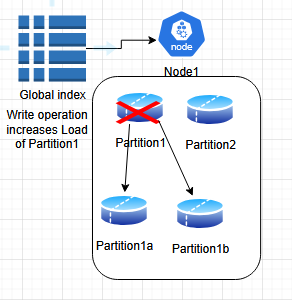 node
Global index
Node1
Write operation
increases Load
of Partition1
Partition1
Partition2
Partition1a
Partition1b